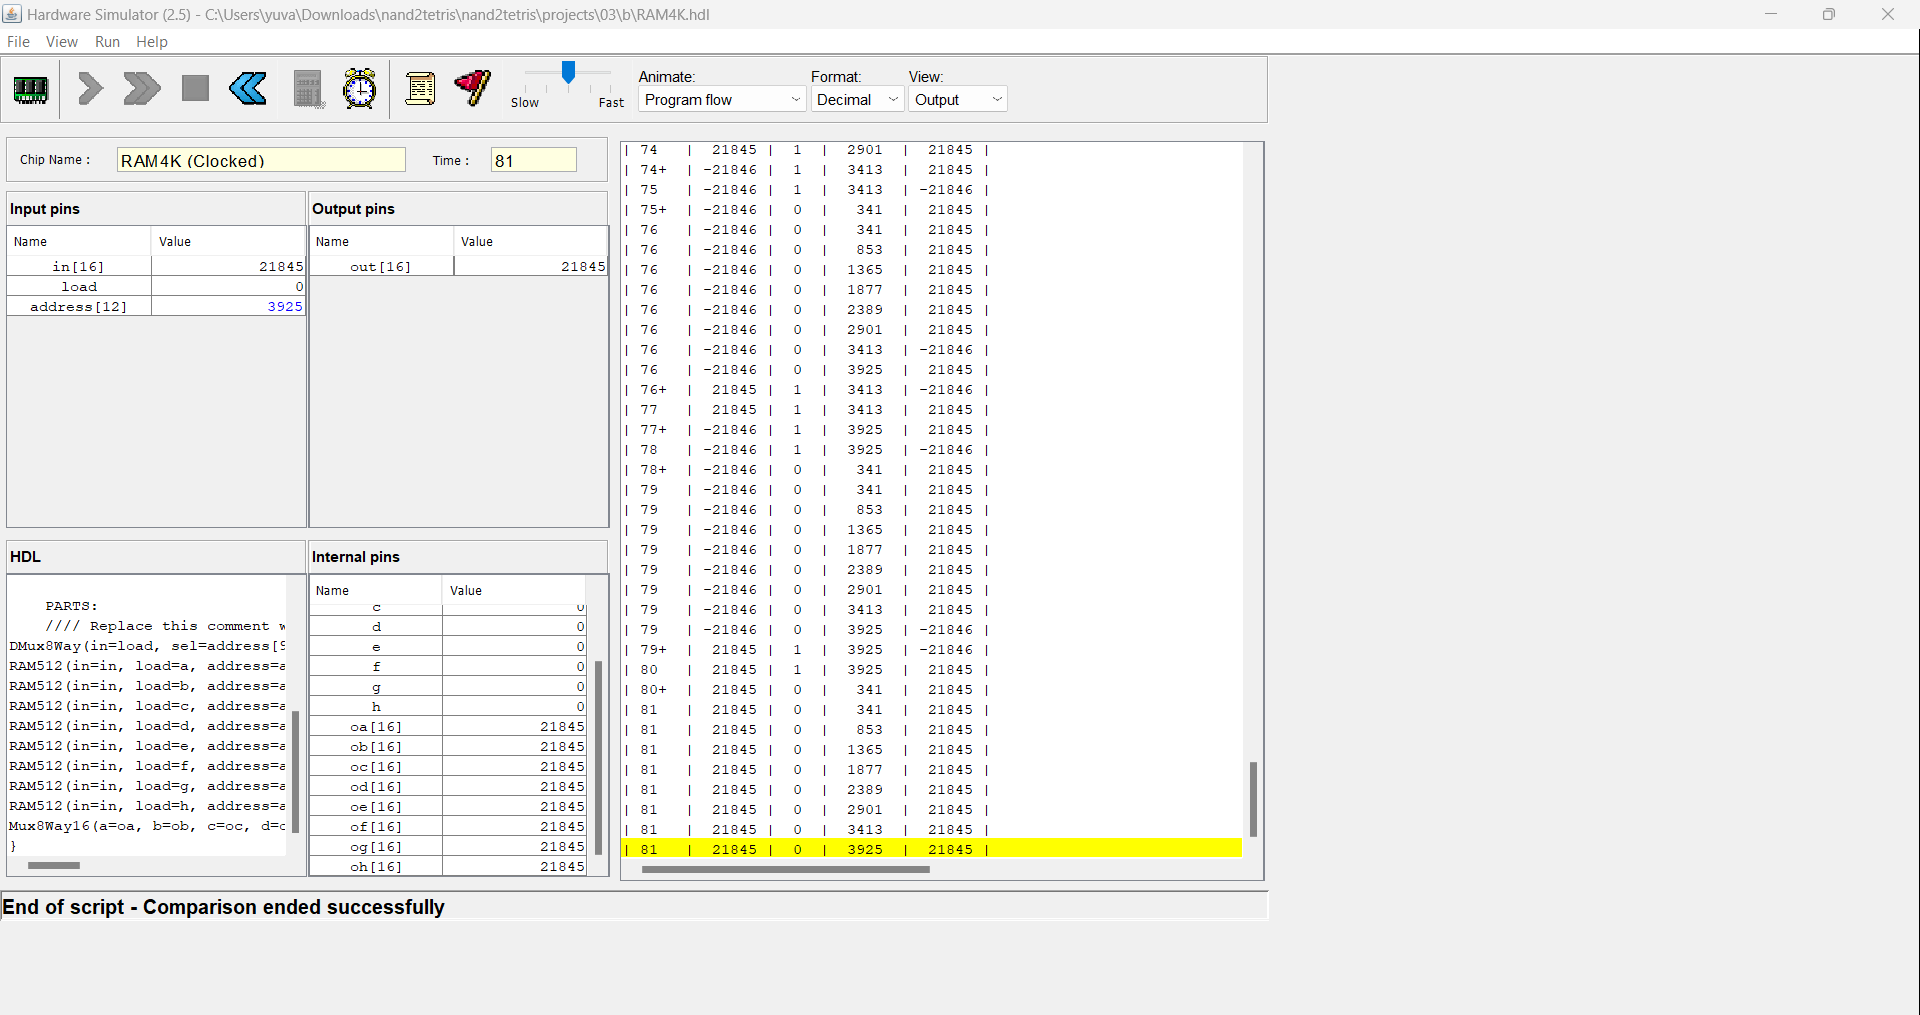 Hardware Simulator (2.5) - C:\Users\yuva\Downloads\nand2tetris\nand2tetris\projects\03\b\RAM4K.hdl
File View Run Help
Slow Fast
Animate: Format: View:
Program flow Decimal Output
Chip Name : RAM4K (Clocked) Time : 81
Input pins
Name Value
in[16] 21845
load 0
address[12] 3925
Output pins
Name Value
out[16] 21845
HDL
PARTS:
//// Replace this comment w
DMux8Way(in=load, sel=address[9
RAM512(in=in, load=a, address=a
RAM512(in=in, load=b, address=a
RAM512(in=in, load=c, address=a
RAM512(in=in, load=d, address=a
RAM512(in=in, load=e, address=a
RAM512(in=in, load=f, address=a
RAM512(in=in, load=g, address=a
RAM512(in=in, load=h, address=a
Mux8Way16(a=oa, b=ob, c=oc, d=o
}
Internal pins
Name Value
c 0
d 0
e 0
f 0
g 0
h 0
oa[16] 21845
ob[16] 21845
oc[16] 21845
od[16] 21845
oe[16] 21845
of[16] 21845
og[16] 21845
oh[16] 21845
| 74 | 21845 | 1 | 2901 | 21845 |
| 74+ | -21846 | 1 | 3413 | 21845 |
| 75 | -21846 | 1 | 3413 | -21846 |
| 75+ | -21846 | 0 | 341 | 21845 |
| 76 | -21846 | 0 | 341 | 21845 |
| 76 | -21846 | 0 | 853 | 21845 |
| 76 | -21846 | 0 | 1365 | 21845 |
| 76 | -21846 | 0 | 1877 | 21845 |
| 76 | -21846 | 0 | 2389 | 21845 |
| 76 | -21846 | 0 | 2901 | 21845 |
| 76 | -21846 | 0 | 3413 | -21846 |
| 76 | -21846 | 0 | 3925 | 21845 |
| 76+ | 21845 | 1 | 3413 | -21846 |
| 77 | 21845 | 1 | 3413 | 21845 |
| 77+ | -21846 | 1 | 3925 | 21845 |
| 78 | -21846 | 1 | 3925 | -21846 |
| 78+ | -21846 | 0 | 341 | 21845 |
| 79 | -21846 | 0 | 341 | 21845 |
| 79 | -21846 | 0 | 853 | 21845 |
| 79 | -21846 | 0 | 1365 | 21845 |
| 79 | -21846 | 0 | 1877 | 21845 |
| 79 | -21846 | 0 | 2389 | 21845 |
| 79 | -21846 | 0 | 2901 | 21845 |
| 79 | -21846 | 0 | 3413 | 21845 |
| 79 | -21846 | 0 | 3925 | -21846 |
| 79+ | 21845 | 1 | 3925 | -21846 |
| 80 | 21845 | 1 | 3925 | 21845 |
| 80+ | 21845 | 0 | 341 | 21845 |
| 81 | 21845 | 0 | 341 | 21845 |
| 81 | 21845 | 0 | 853 | 21845 |
| 81 | 21845 | 0 | 1365 | 21845 |
| 81 | 21845 | 0 | 1877 | 21845 |
| 81 | 21845 | 0 | 2389 | 21845 |
| 81 | 21845 | 0 | 2901 | 21845 |
| 81 | 21845 | 0 | 3413 | 21845 |
| 81 | 21845 | 0 | 3925 | 21845 |
End of script - Comparison ended successfully